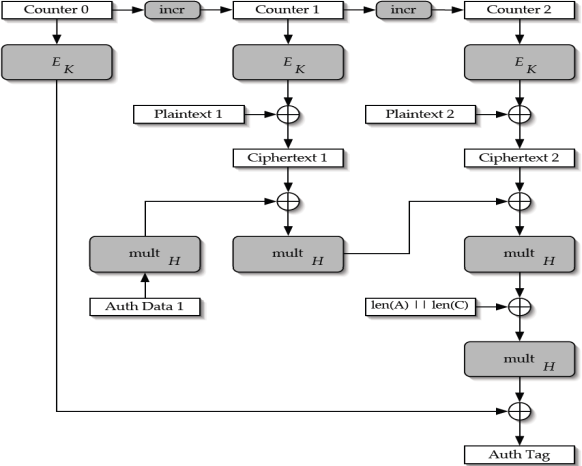 Counter 0 incr Counter 1 incr Counter 2
E K E K E K
Plaintext 1 Plaintext 2
Ciphertext 1 Ciphertext 2
mult H mult H mult H
Auth Data 1 len(A) || len(C)
mult H
Auth Tag